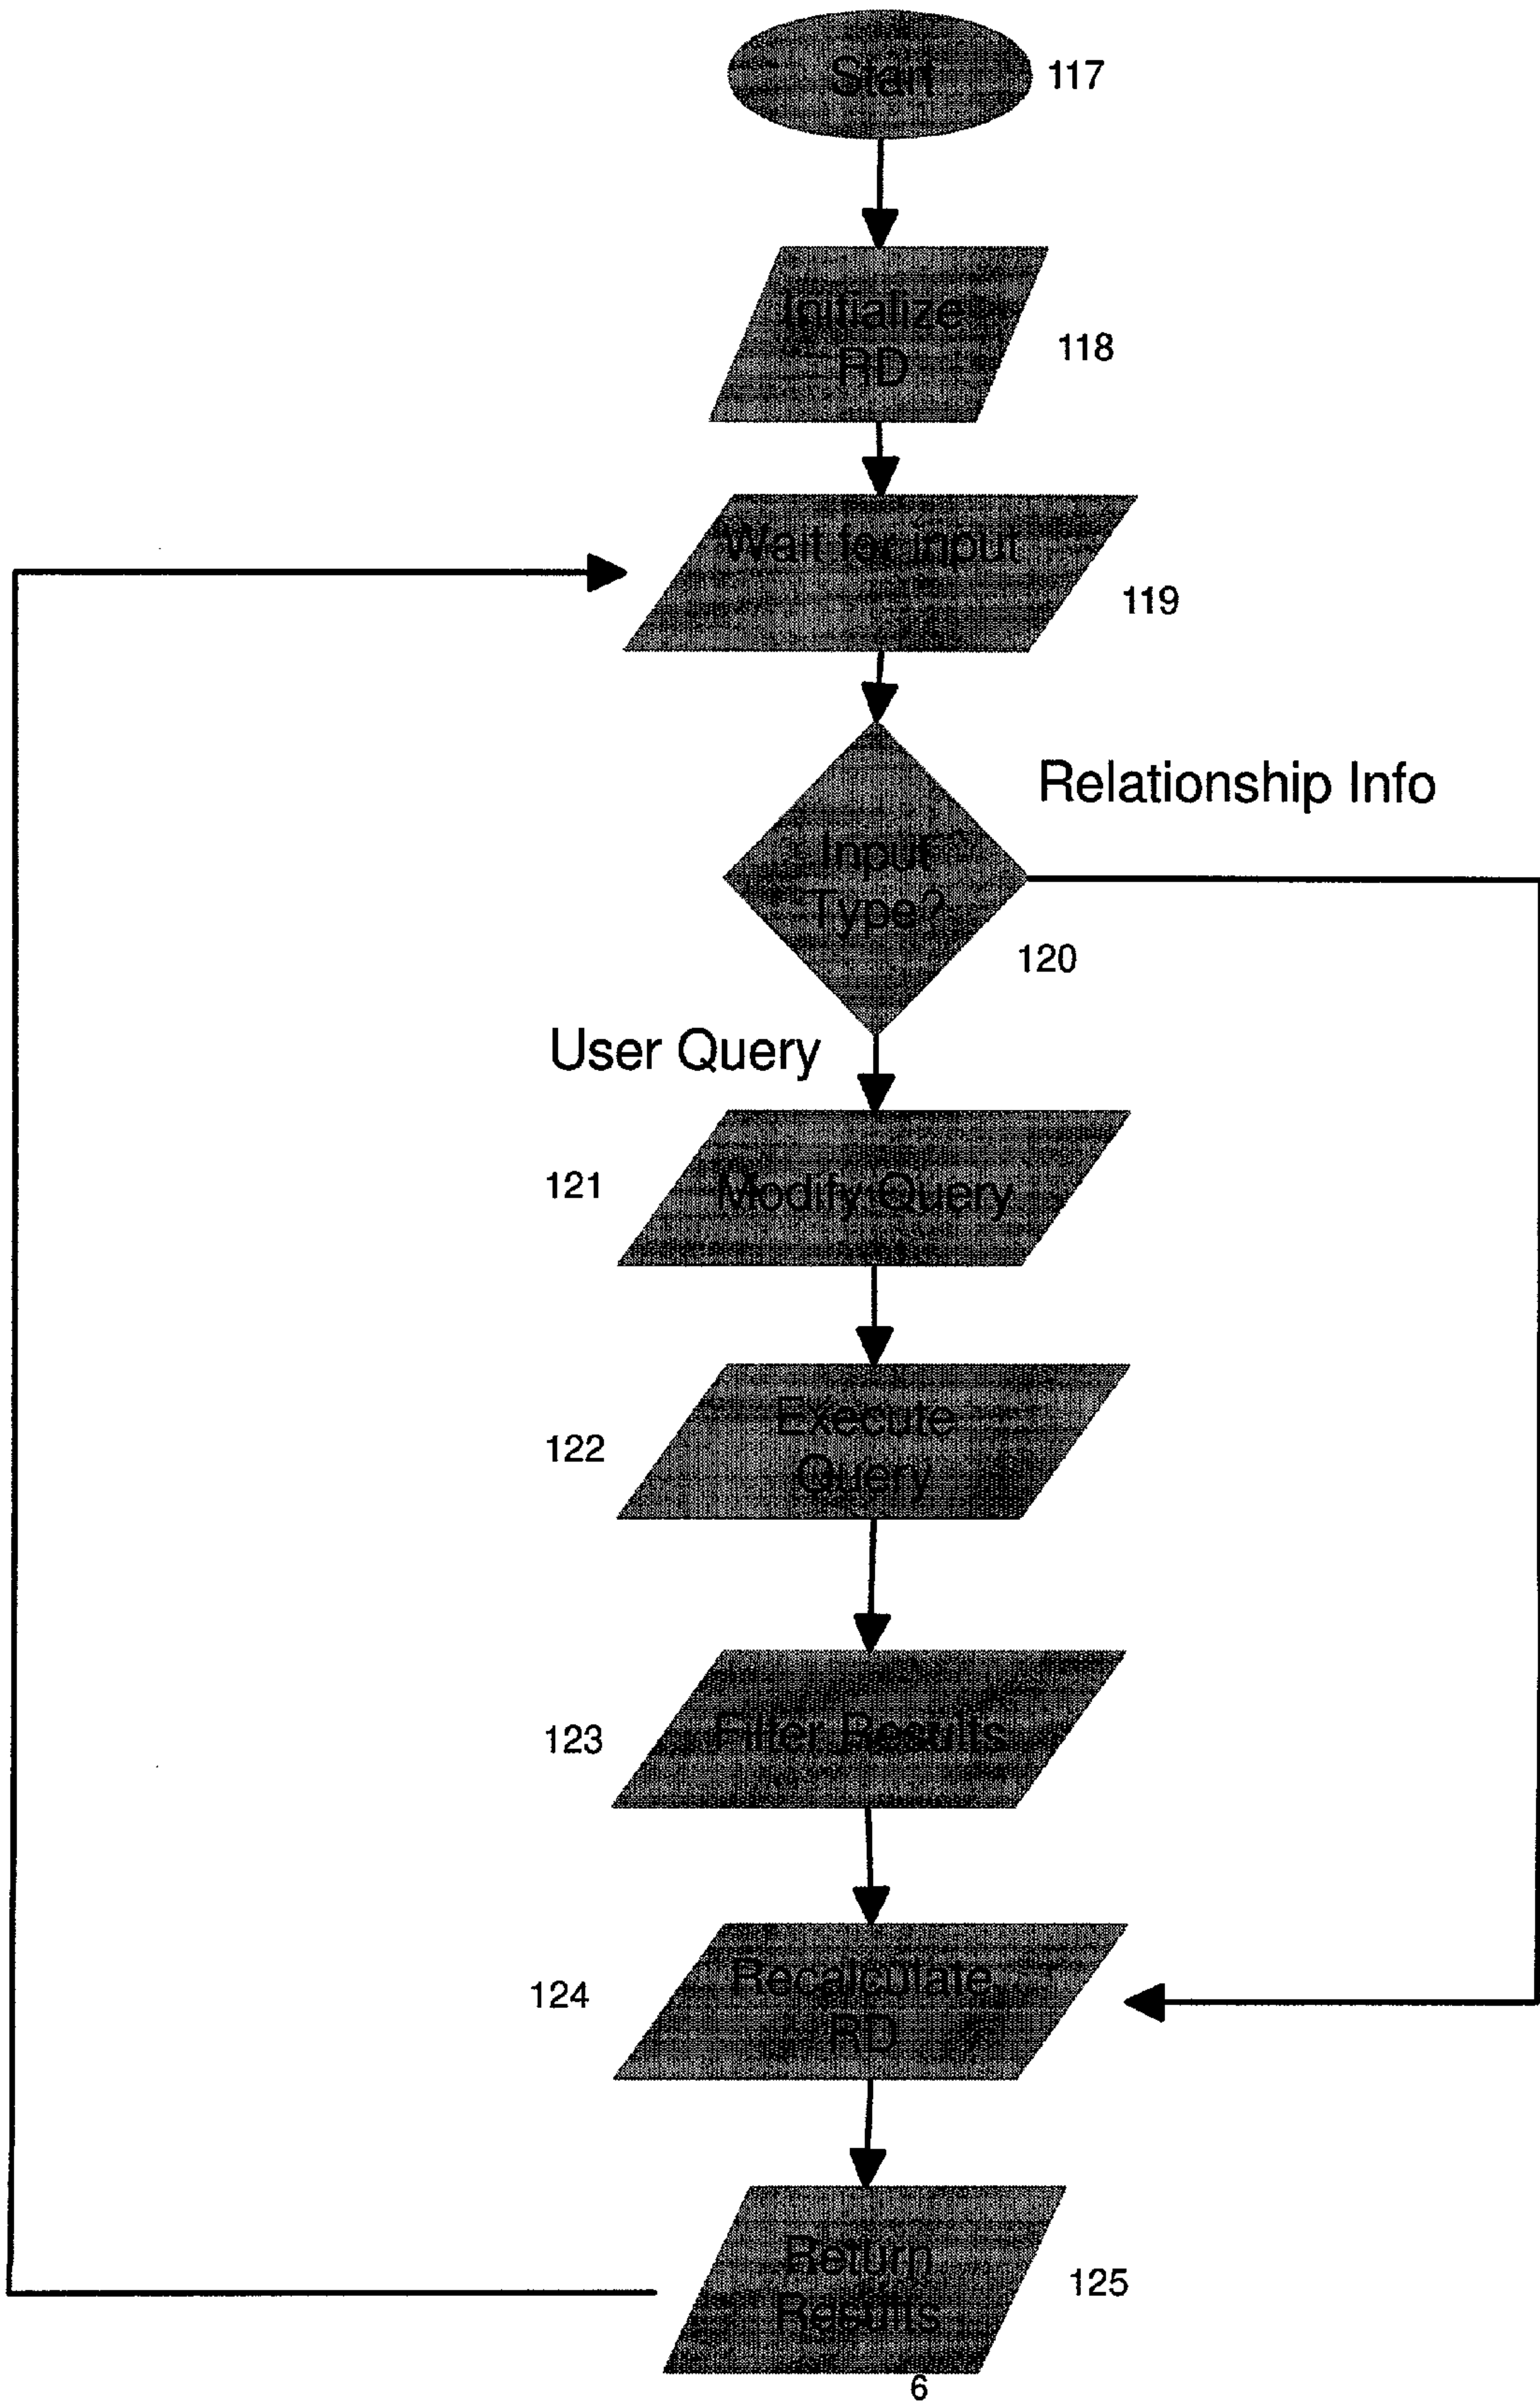 Start
117
Initialize
RD
118
Wait for input
119
Relationship Info
Input
Type?
120
User Query
121
Modify Query
122
Execute
Query
123
Filter Results
124
Recalculate
RD
Return
Results
125
6